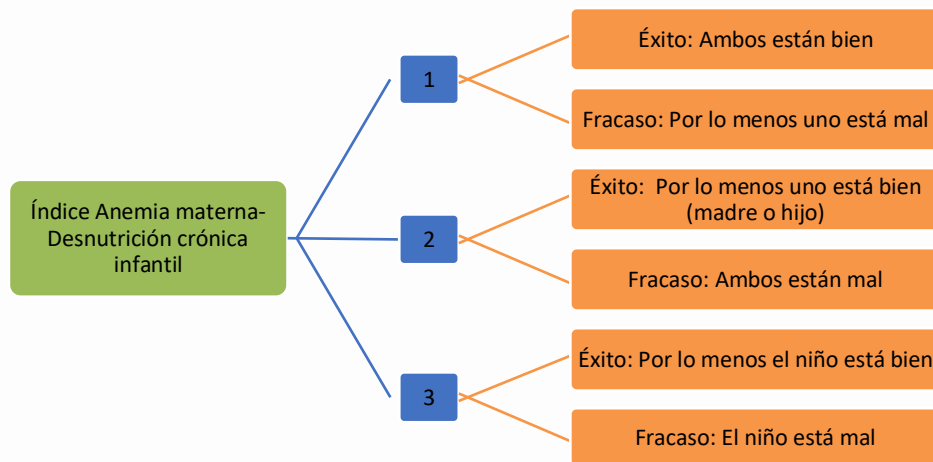 Índice Anemia materna-
Desnutrición crónica
infantil
1
Éxito: Ambos están bien
Fracaso: Por lo menos uno está mal
2
Éxito: Por lo menos uno está bien
(madre o hijo)
Fracaso: Ambos están mal
3
Éxito: Por lo menos el niño está bien
Fracaso: El niño está mal